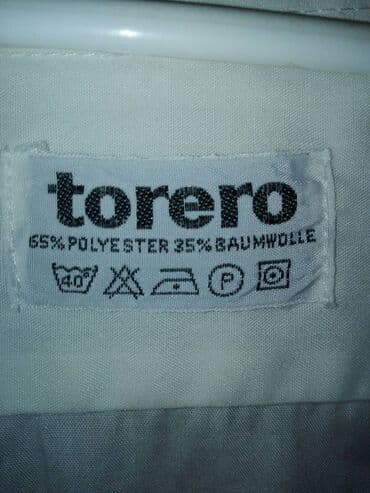 torero
65% POLYESTER 35% BAUMWOLLE
40° P